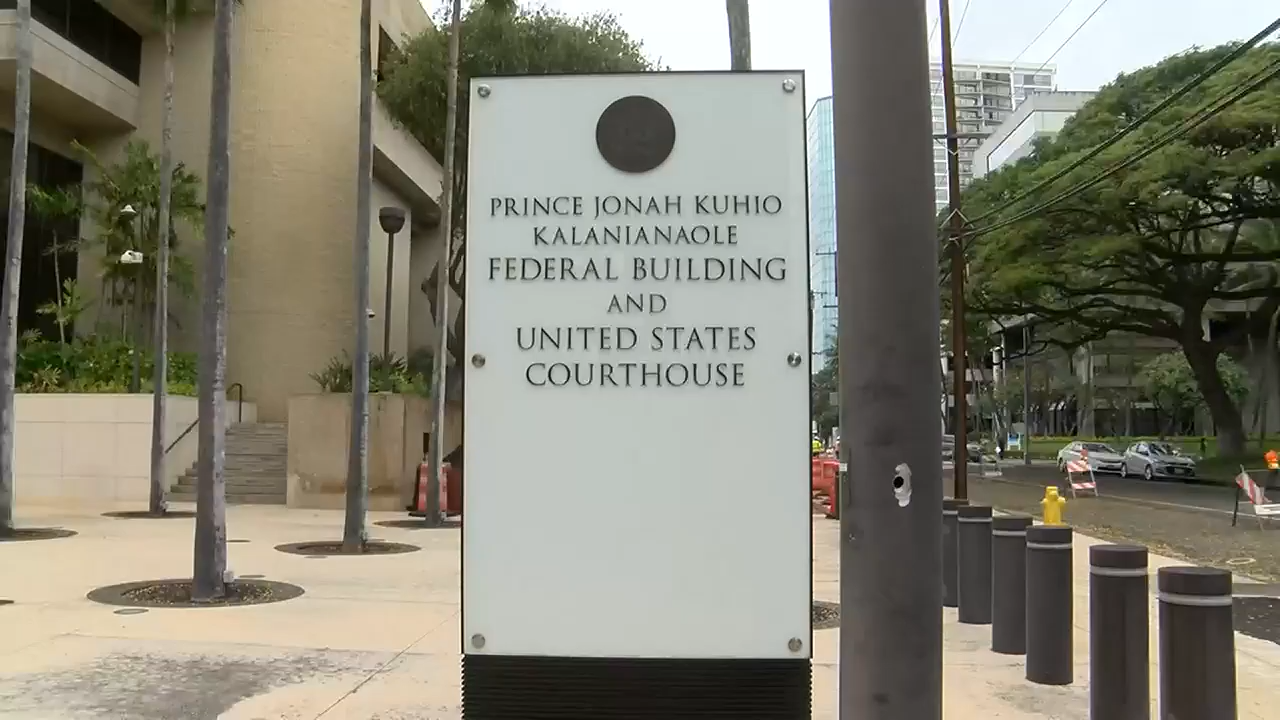 PRINCE JONAH KUHIO
KALANIANAOLE
FEDERAL BUILDING
AND
UNITED STATES
COURTHOUSE